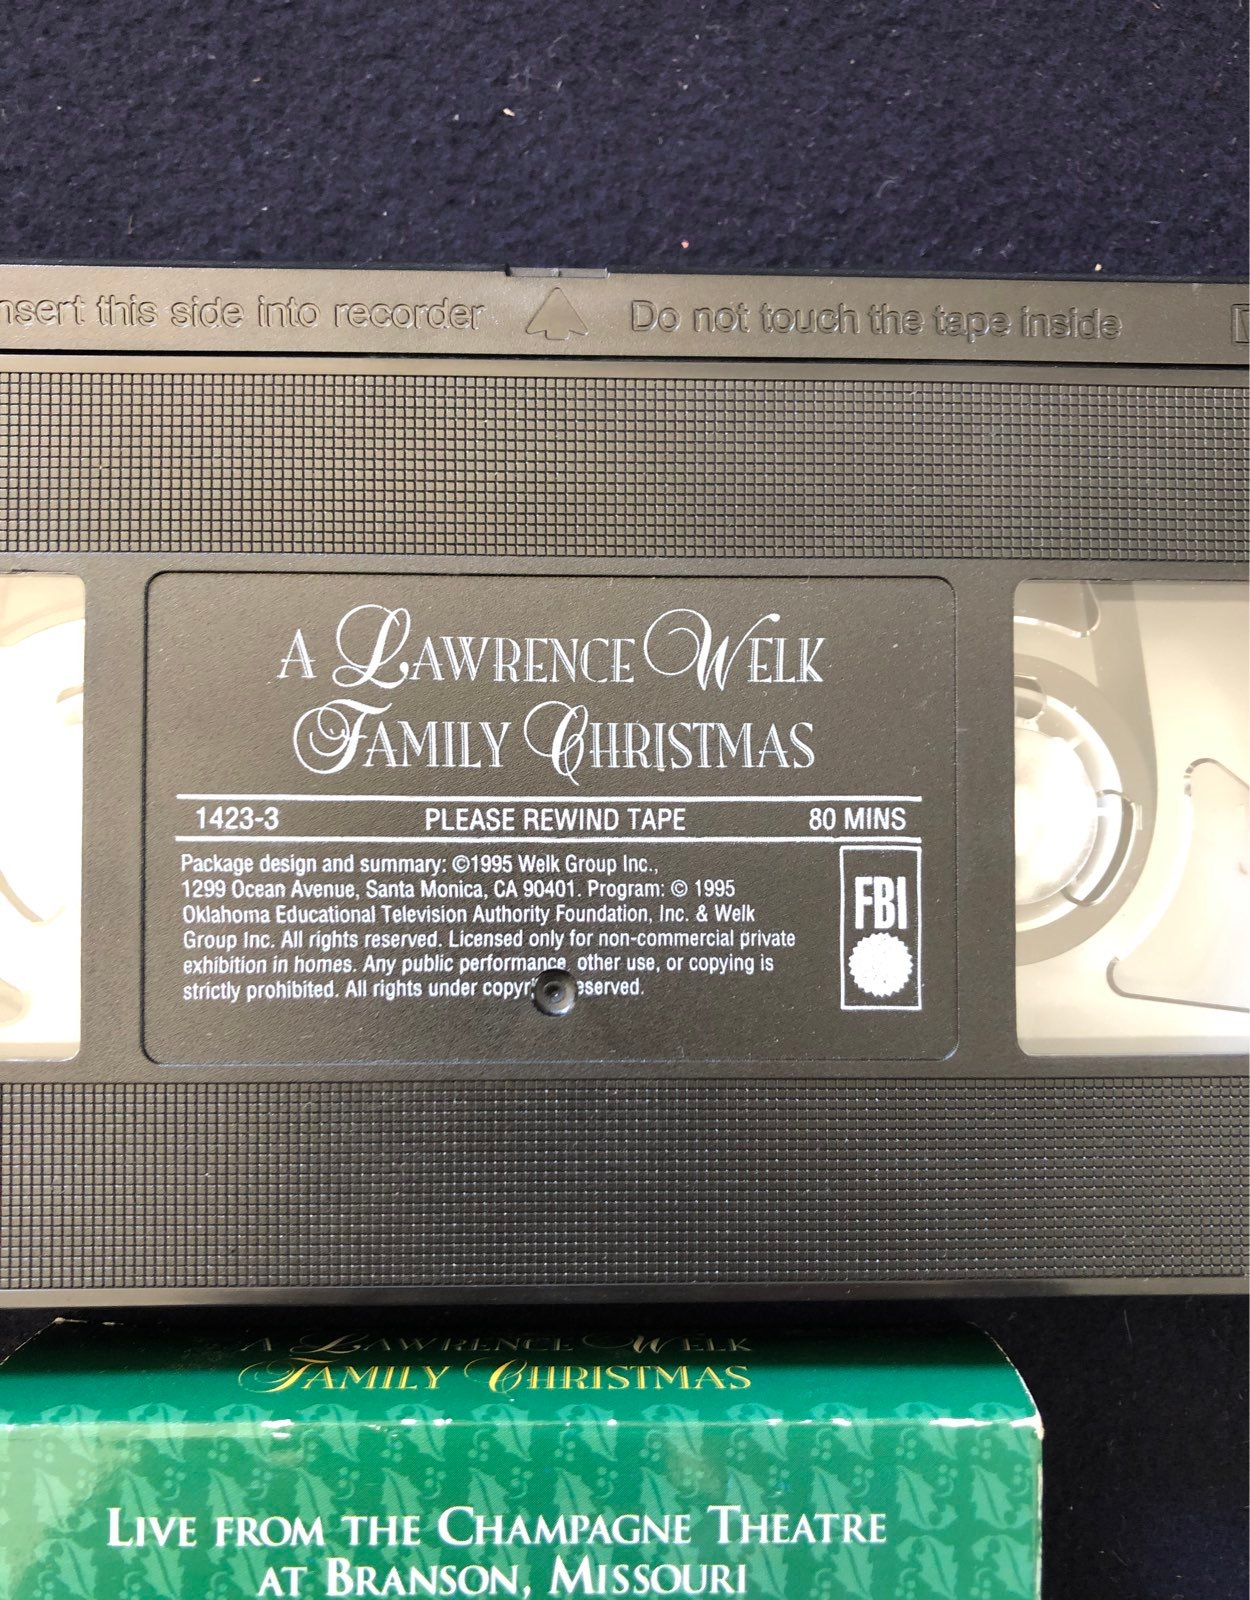 nsert this side into recorder
Do not touch the tape inside
A LAWRENCE WELK
FAMILY CHRISTMAS
1423-3 PLEASE REWIND TAPE 80 MINS
Package design and summary: ©1995 Welk Group Inc.,
1299 Ocean Avenue, Santa Monica, CA 90401. Program: © 1995
Oklahoma Educational Television Authority Foundation, Inc. & Welk
Group Inc. All rights reserved. Licensed only for non-commercial private
exhibition in homes. Any public performance, other use, or copying is
strictly prohibited. All rights under copyr eserved.
FBI
A LAWRENCE WELK
FAMILY CHRISTMAS
LIVE FROM THE CHAMPAGNE THEATRE
AT BRANSON, MISSOURI